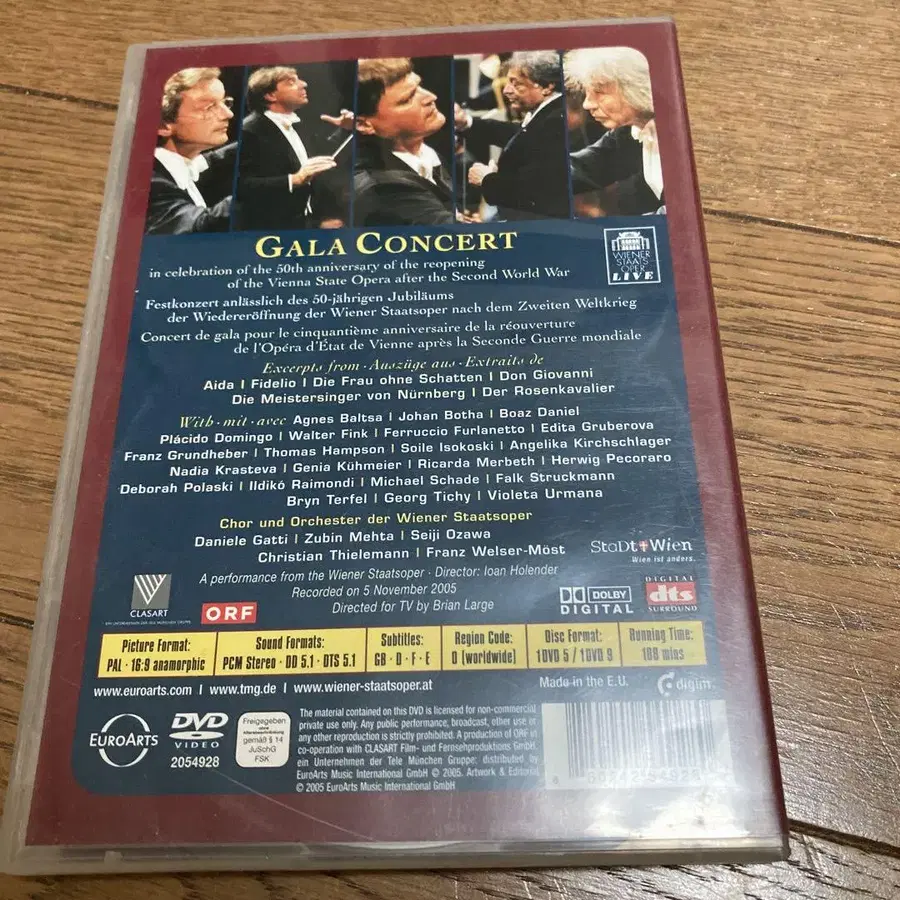 GALA CONCERT
in celebration of the 50th anniversary of the reopening
of the Vienna State Opera after the Second World War
Festkonzert anlässlich des 50-jährigen Jubiläums
der Wiedereröffnung der Wiener Staatsoper nach dem Zweiten Weltkrieg
Concert de gala pour le cinquantième anniversaire de la réouverture
de l'Opéra d'État de Vienne après la Seconde Guerre mondiale
WIENER
STAATS
OPER
LIVE
Excerpts from · Auszüge aus · Extraits de
Aida | Fidelio | Die Frau ohne Schatten | Don Giovanni
Die Meistersinger von Nürnberg | Der Rosenkavalier
With · mit · avec Agnes Baltsa | Johan Botha | Boaz Daniel
Plácido Domingo | Walter Fink | Ferruccio Furlanetto | Edita Gruberova
Franz Grundheber | Thomas Hampson | Soile Isokoski | Angelika Kirchschlager
Nadia Krasteva | Genia Kühmeier | Ricarda Merbeth | Herwig Pecoraro
Deborah Polaski | Ildikó Raimondi | Michael Schade | Falk Struckmann
Bryn Terfel | Georg Tichy | Violeta Urmana
Chor und Orchester der Wiener Staatsoper
Daniele Gatti | Zubin Mehta | Seiji Ozawa
Christian Thielemann | Franz Welser-Möst
StaDt Wien
Wien ist anders.
A performance from the Wiener Staatsoper · Director: Ioan Holender
Recorded on 5 November 2005
Directed for TV by Brian Large
CLASART
ORF
DOLBY
DIGITAL
DIGITAL
dts
SURROUND
Picture Format:
PAL · 16:9 anamorphic
Sound Formats:
PCM Stereo · DD 5.1 · DTS 5.1
Subtitles:
GB · D · F · E
Region Code:
0 (worldwide)
Disc Format:
1 DVD 5 / 1 DVD 9
Running Time:
108 mins
www.euroarts.com | www.tmg.de | www.wiener-staatsoper.at
Made in the E.U.
digim
EUROARTS
DVD
VIDEO
2054928
Freigegeben
ohne
Altersbeschränkung
gemäß § 14
JuSchG
FSK
The material contained on this DVD is licensed for non-commercial
private use only. Any public performance, broadcast, other use or
any other reproduction is strictly prohibited. A production of ORF in
co-operation with CLASART Film- und Fernsehproduktions GmbH,
ein Unternehmen der Tele München Gruppe; distributed by
EuroArts Music International GmbH © 2005. Artwork & Editorial
© 2005 EuroArts Music International GmbH